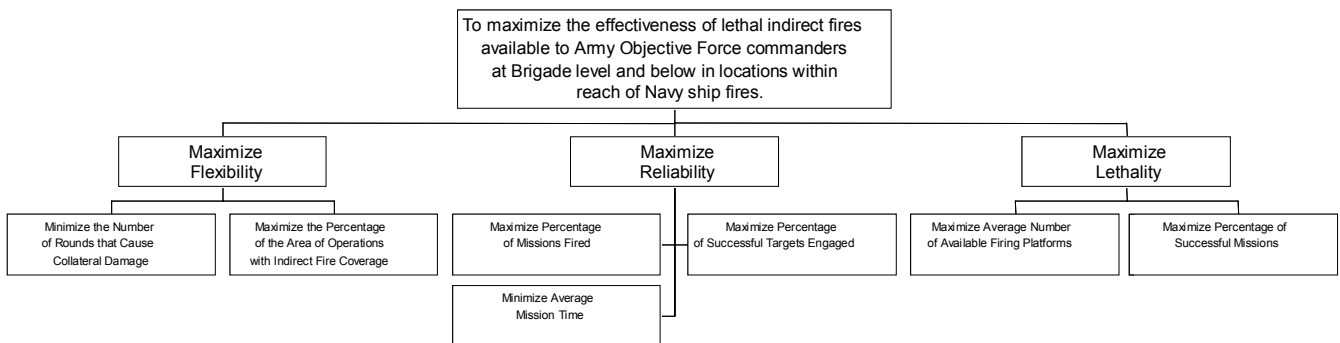 To maximize the effectiveness of lethal indirect fires
available to Army Objective Force commanders
at Brigade level and below in locations within
reach of Navy ship fires.
Maximize
Flexibility
Maximize
Reliability
Maximize
Lethality
Minimize the Number
of Rounds that Cause
Collateral Damage
Maximize the Percentage
of the Area of Operations
with Indirect Fire Coverage
Maximize Percentage
of Missions Fired
Maximize Percentage
of Successful Targets Engaged
Maximize Average Number
of Available Firing Platforms
Maximize Percentage of
Successful Missions
Minimize Average
Mission Time